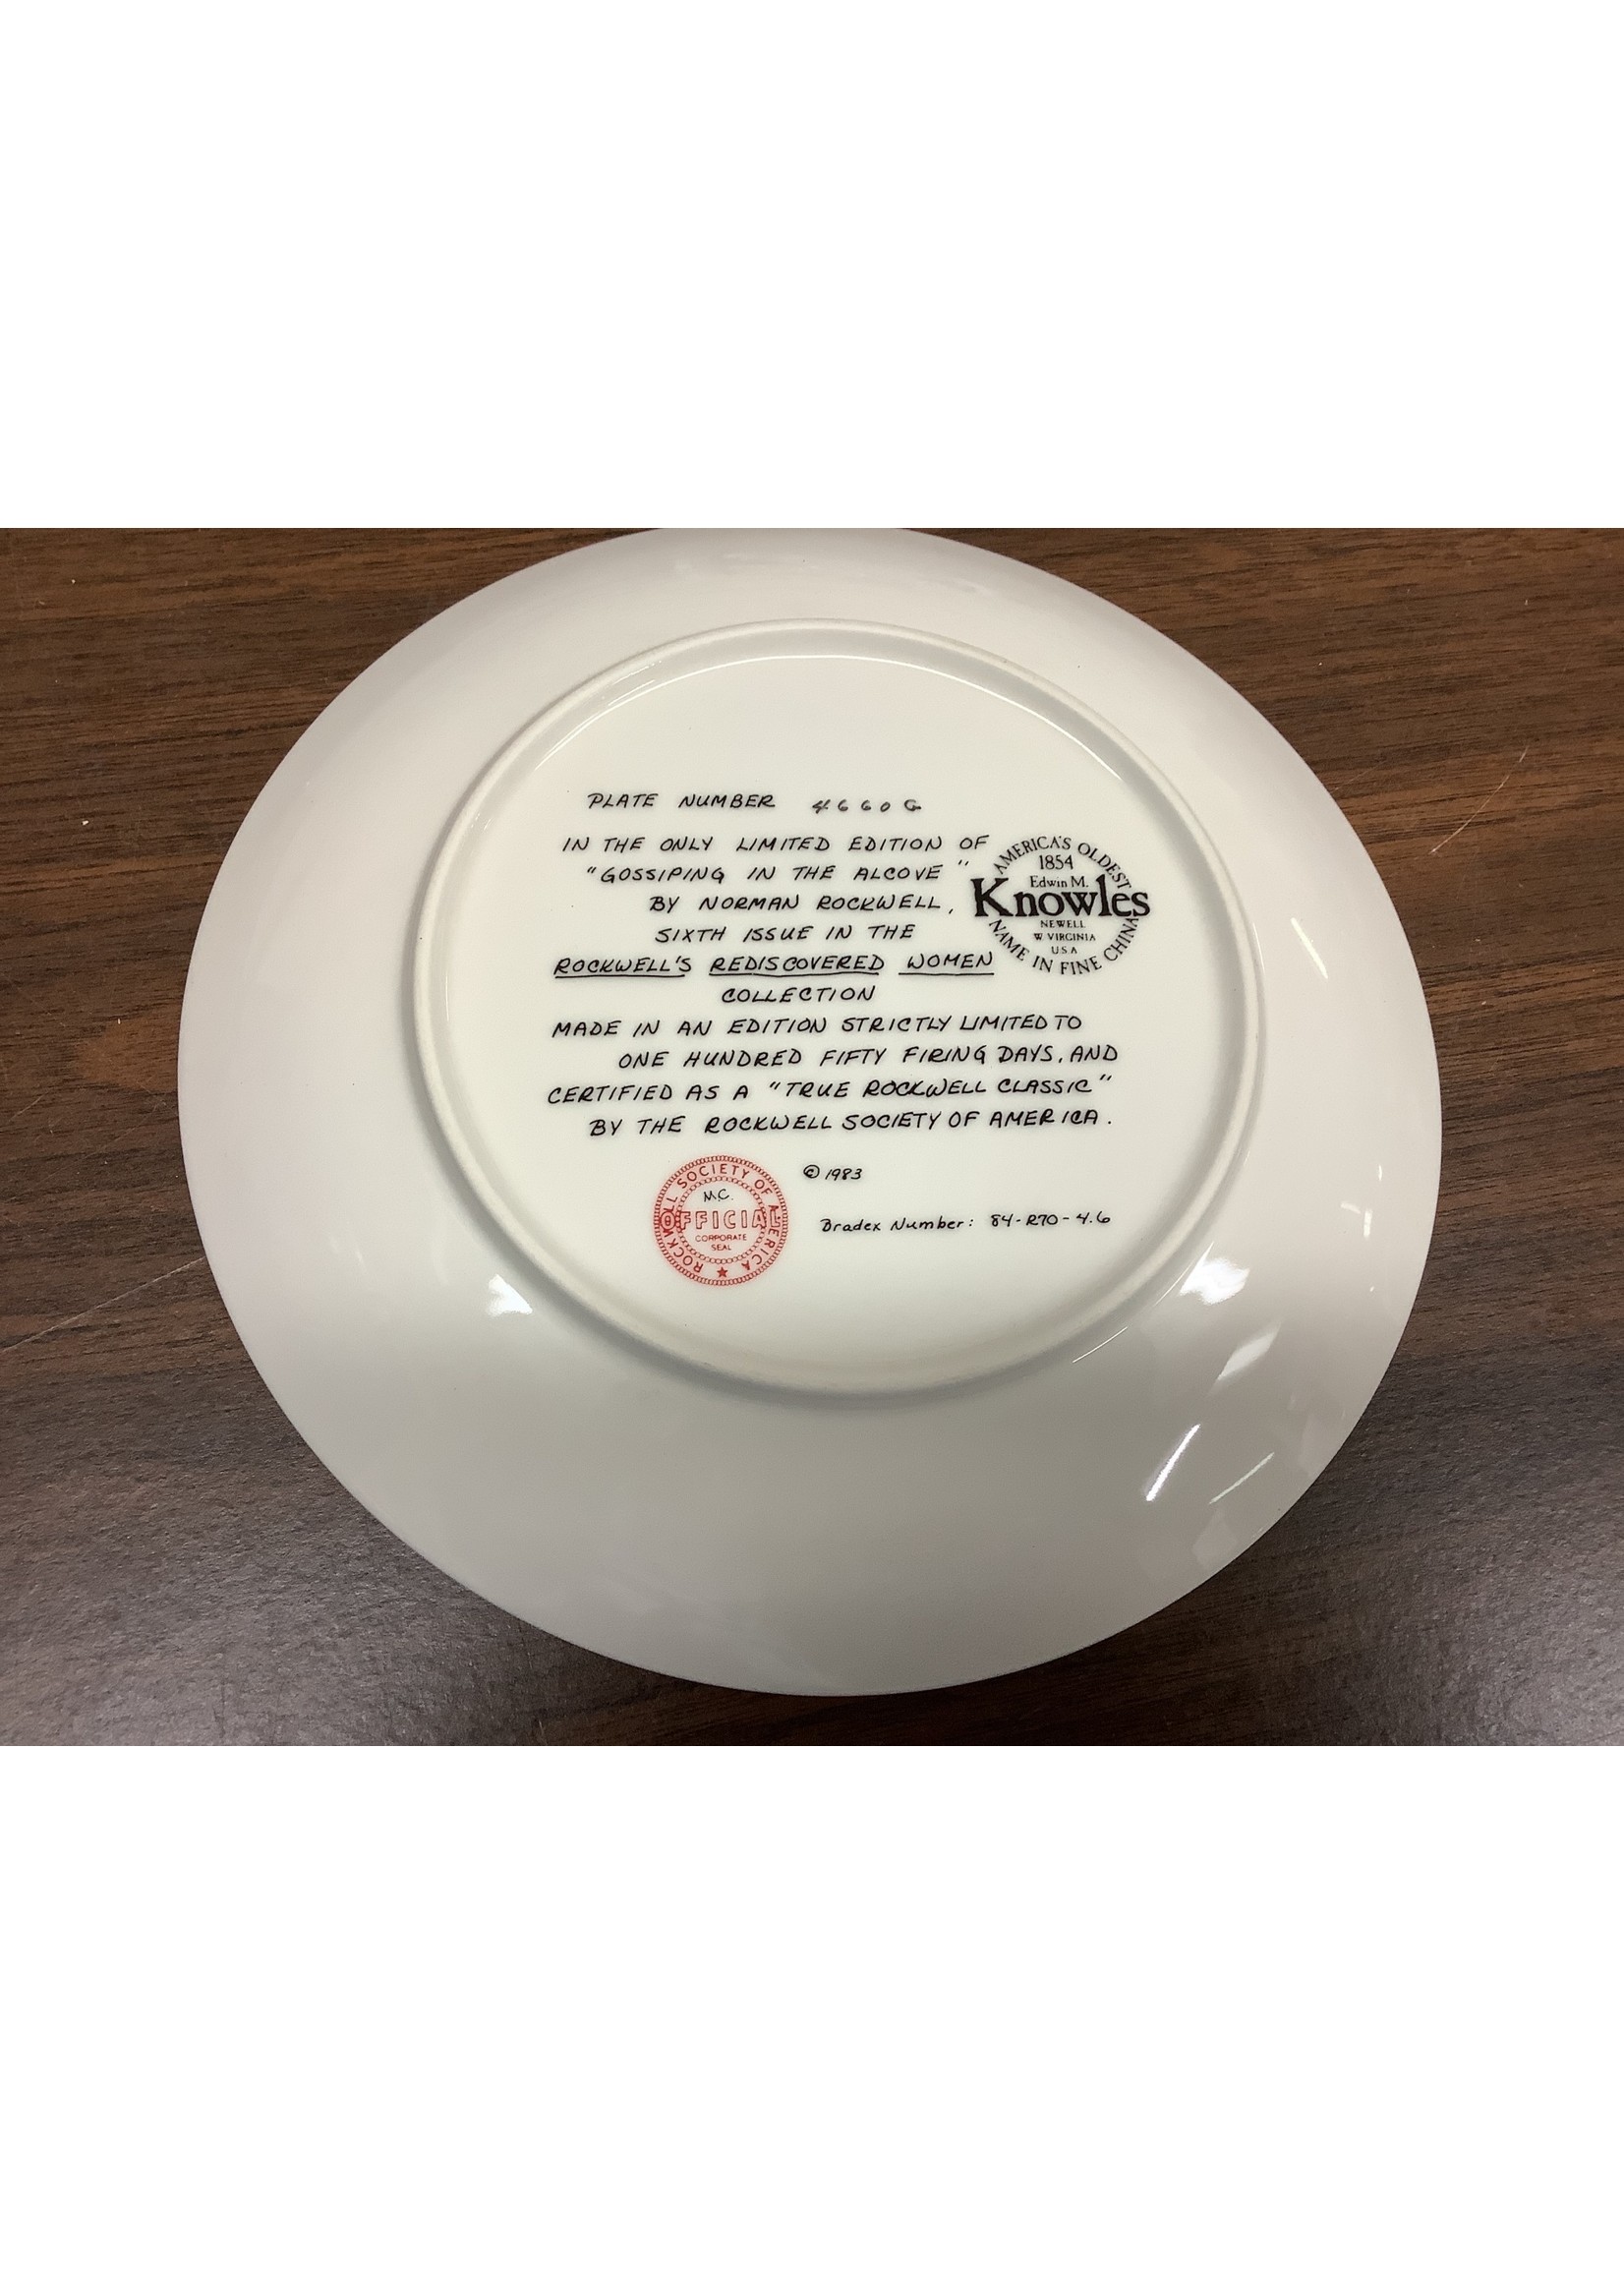 PLATE NUMBER 4660G
IN THE ONLY LIMITED EDITION OF
"GOSSIPING IN THE ALCOVE"
BY NORMAN ROCKWELL,
SIXTH ISSUE IN THE
ROCKWELL'S REDISCOVERED WOMEN
COLLECTION
MADE IN AN EDITION STRICTLY LIMITED TO
ONE HUNDRED FIFTY FIRING DAYS, AND
CERTIFIED AS A "TRUE ROCKWELL CLASSIC"
BY THE ROCKWELL SOCIETY OF AMERICA.
AMERICA'S OLDEST
1854
Edwin M.
Knowles
NEWELL
W. VIRGINIA
U.S.A
NAME IN FINE CHINA
ROCKWELL SOCIETY OF AMERICA
M.C.
OFFICIAL
CORPORATE
SEAL
© 1983
Bradex Number: 84-R70-4.6